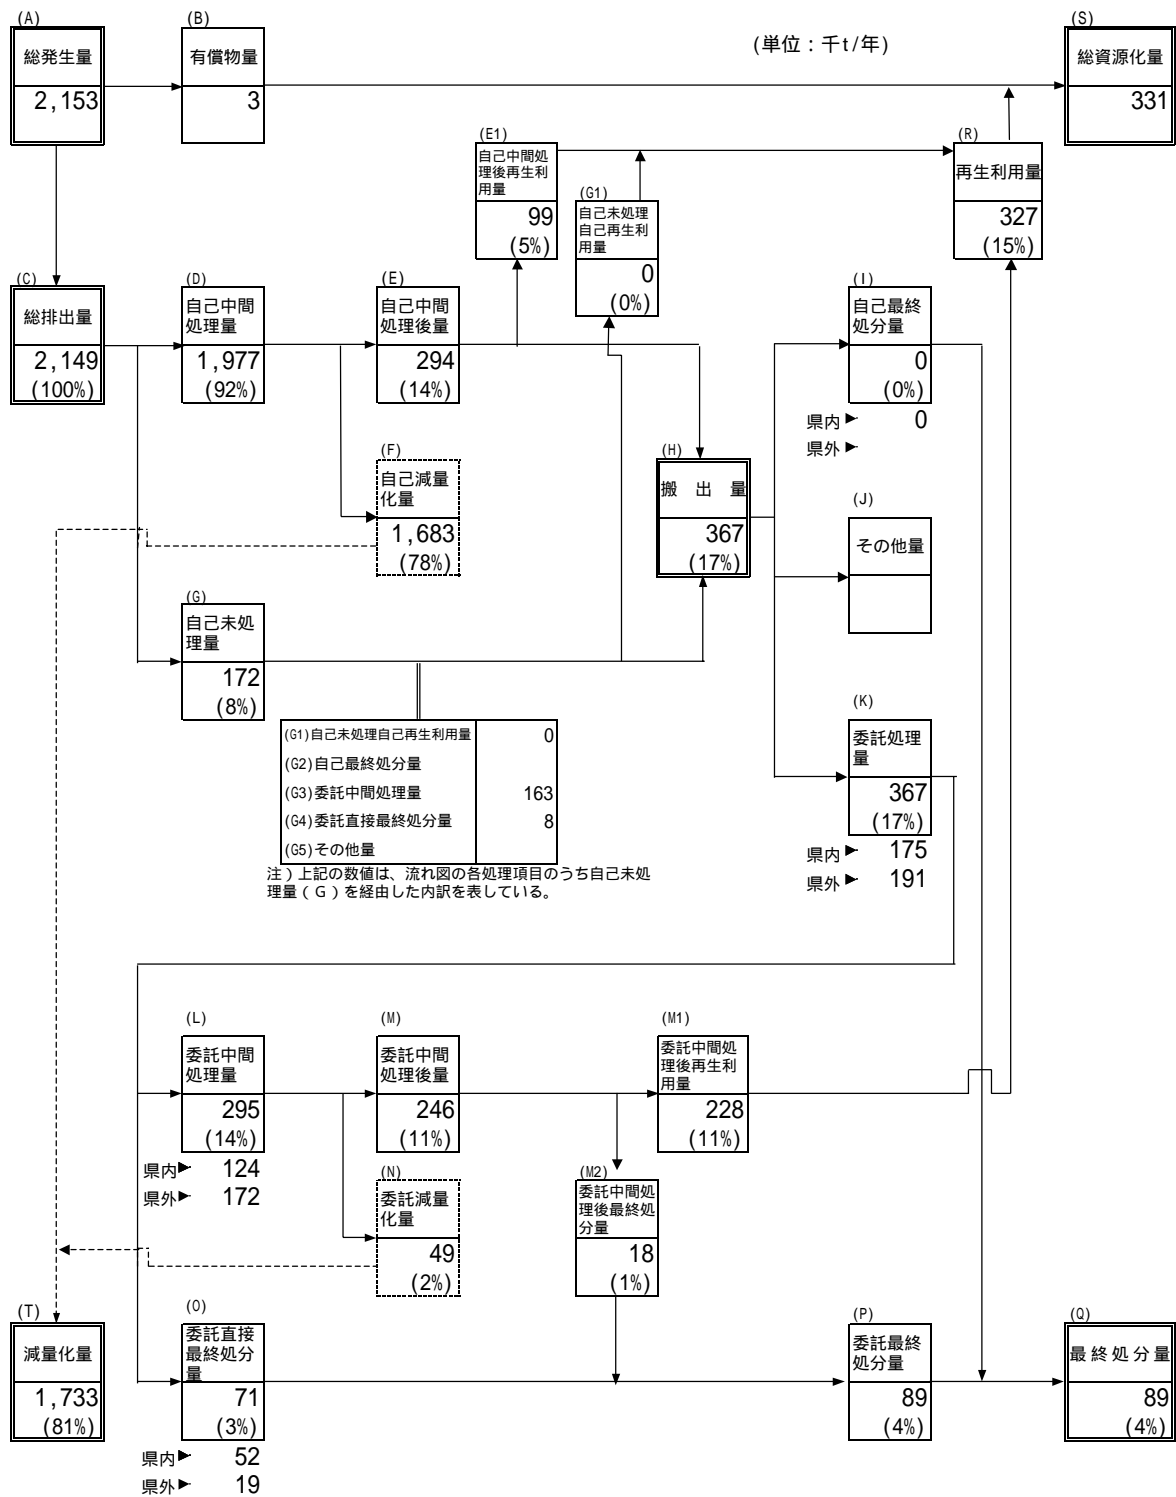 (A)
総発生量
2,153
(B)
有償物量
3
(単位：千t/年)
(S)
総資源化量
331
(E1)
自己中間処
理後再生利
用量
99
(5%)
(G1)
自己未処理
自己再生利
用量
0
(0%)
(R)
再生利用量
327
(15%)
(C)
総排出量
2,149
(100%)
(D)
自己中間
処理量
1,977
(92%)
(E)
自己中間
処理後量
294
(14%)
(I)
自己最終
処分量
0
(0%)
県内► 0
県外►
(F)
自己減量
化量
1,683
(78%)
(H)
搬 出 量
367
(17%)
(J)
その他量
(G)
自己未処
理量
172
(8%)
(G1)自己未処理自己再生利用量 0
(G2)自己最終処分量
(G3)委託中間処理量 163
(G4)委託直接最終処分量 8
(G5)その他量
注）上記の数値は、流れ図の各処理項目のうち自己未処
理量（Ｇ）を経由した内訳を表している。
(K)
委託処理
量
367
(17%)
県内► 175
県外► 191
(L)
委託中間
処理量
295
(14%)
県内► 124
県外► 172
(M)
委託中間
処理後量
246
(11%)
(M1)
委託中間処
理後再生利
用量
228
(11%)
(N)
委託減量
化量
49
(2%)
(M2)
委託中間処
理後最終処
分量
18
(1%)
(T)
減量化量
1,733
(81%)
(O)
委託直接
最終処分
量
71
(3%)
県内► 52
県外► 19
(P)
委託最終
処分量
89
(4%)
(Q)
最終処分量
89
(4%)